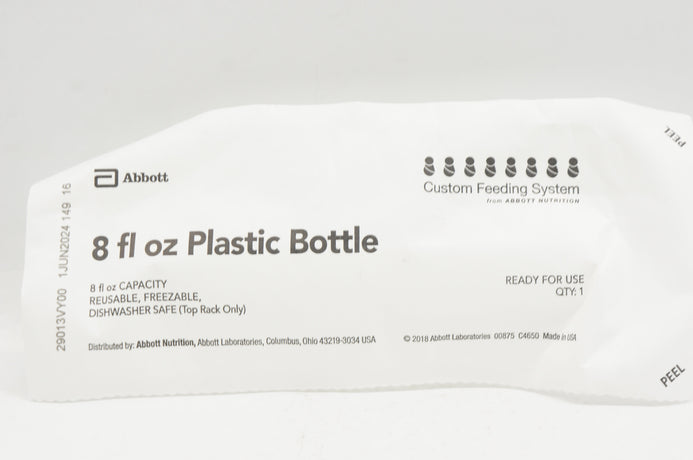 Abbott
Custom Feeding System
from ABBOTT NUTRITION
8 fl oz Plastic Bottle
8 fl oz CAPACITY
REUSABLE, FREEZABLE,
DISHWASHER SAFE (Top Rack Only)
READY FOR USE
QTY: 1
Distributed by: Abbott Nutrition, Abbott Laboratories, Columbus, Ohio 43219-3034 USA
© 2018 Abbott Laboratories 00875 C4650 Made in USA
29013VY00 1JUN2024 149 16
PEEL
PEEL